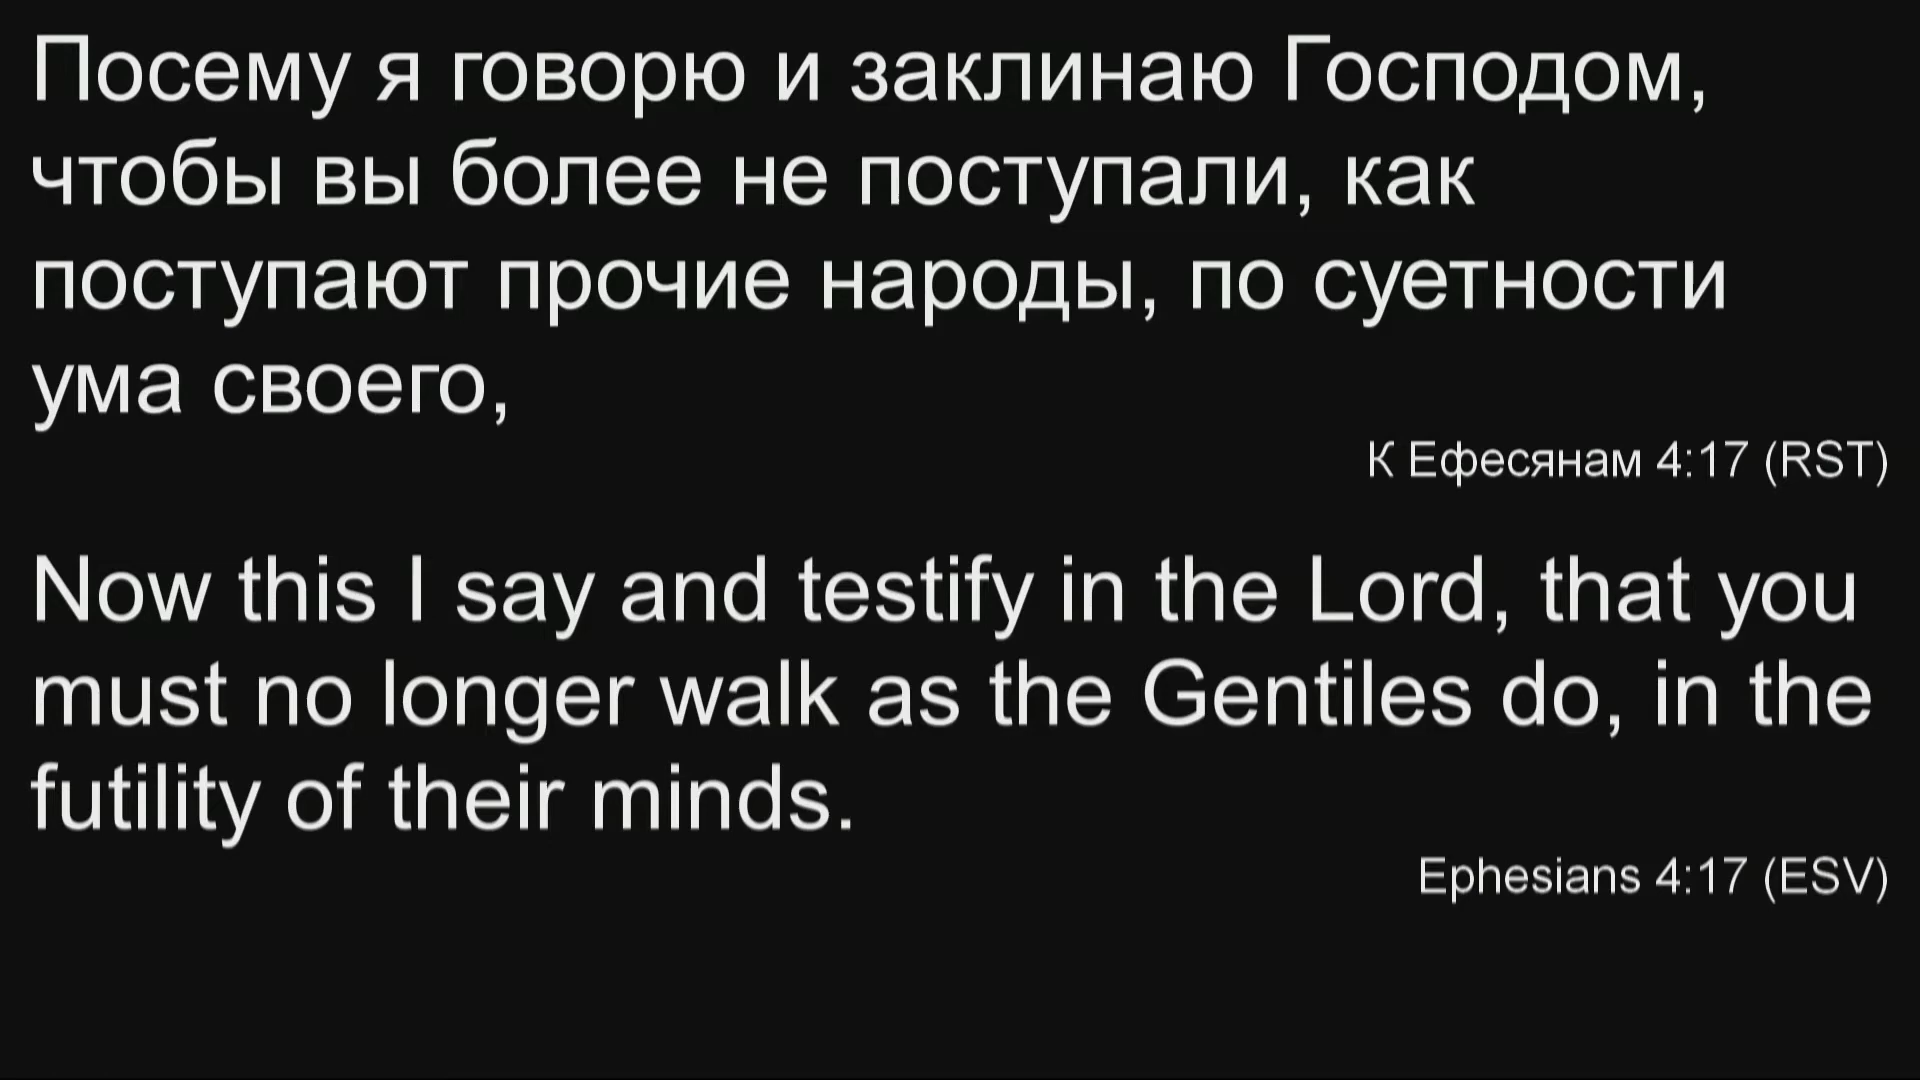 Посему я говорю и заклинаю Господом,
чтобы вы более не поступали, как
поступают прочие народы, по суетности
ума своего,
К Ефесянам 4:17 (RST)
Now this I say and testify in the Lord, that you
must no longer walk as the Gentiles do, in the
futility of their minds.
Ephesians 4:17 (ESV)